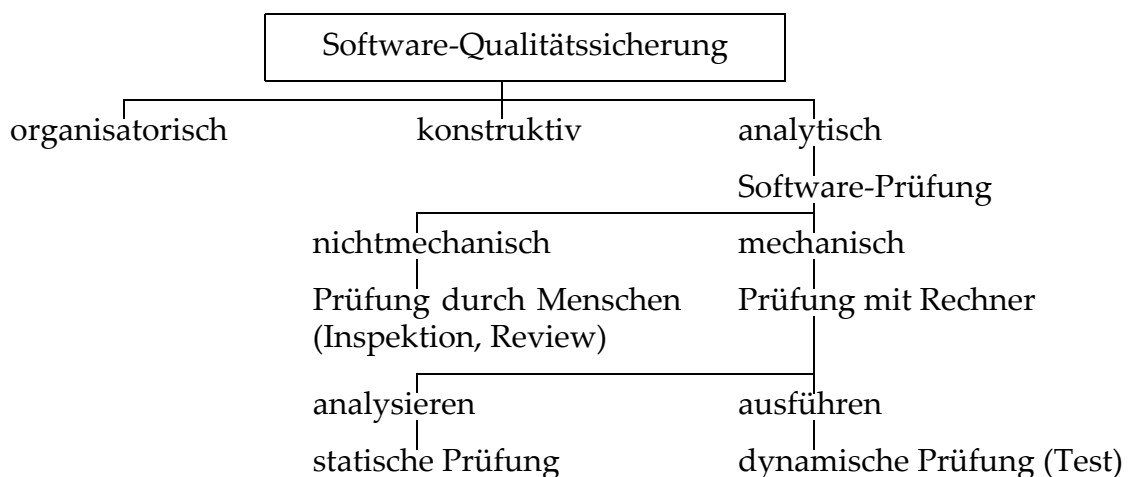 Software-Qualitätssicherung
organisatorisch
konstruktiv
analytisch
Software-Prüfung
nichtmechanisch
mechanisch
Prüfung durch Menschen
(Inspektion, Review)
Prüfung mit Rechner
analysieren
ausführen
statische Prüfung
dynamische Prüfung (Test)